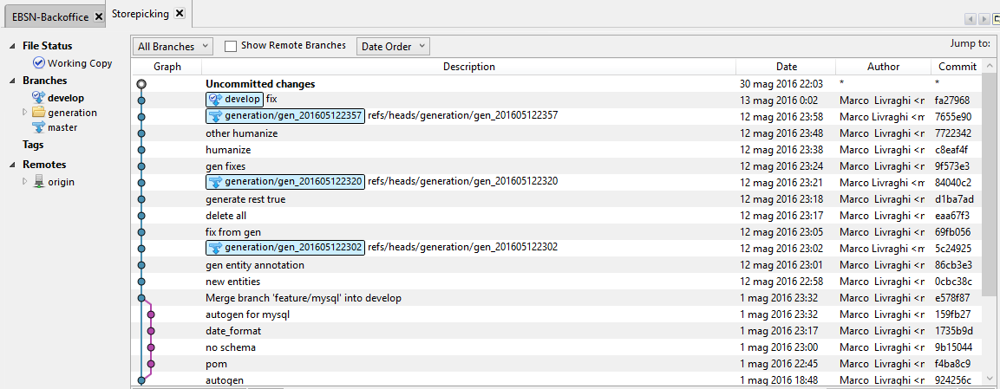 EBSN-Backoffice Storepicking
File Status
Working Copy
Branches
develop
generation
master
Tags
Remotes
origin
All Branches Show Remote Branches Date Order Jump to:
Graph Description Date Author Commit
Uncommitted changes 30 mag 2016 22:03 * *
develop fix 13 mag 2016 0:02 Marco Livraghi <m fa27968
generation/gen_201605122357 refs/heads/generation/gen_201605122357 12 mag 2016 23:58 Marco Livraghi <m 7655e90
other humanize 12 mag 2016 23:48 Marco Livraghi <m 7722342
humanize 12 mag 2016 23:38 Marco Livraghi <m c8eaf4f
gen fixes 12 mag 2016 23:24 Marco Livraghi <m 9f573e3
generation/gen_201605122320 refs/heads/generation/gen_201605122320 12 mag 2016 23:21 Marco Livraghi <m 84040c2
generate rest true 12 mag 2016 23:18 Marco Livraghi <m d1ba7ad
delete all 12 mag 2016 23:17 Marco Livraghi <m eaa67f3
fix from gen 12 mag 2016 23:05 Marco Livraghi <m 69fb056
generation/gen_201605122302 refs/heads/generation/gen_201605122302 12 mag 2016 23:02 Marco Livraghi <m 5c24925
gen entity annotation 12 mag 2016 23:01 Marco Livraghi <m 86cb3e3
new entities 12 mag 2016 22:58 Marco Livraghi <m 0cbc38c
Merge branch 'feature/mysql' into develop 1 mag 2016 23:32 Marco Livraghi <m e578f87
autogen for mysql 1 mag 2016 23:32 Marco Livraghi <m 159fb27
date_format 1 mag 2016 23:17 Marco Livraghi <m 1735b9d
no schema 1 mag 2016 23:00 Marco Livraghi <m 9b15044
pom 1 mag 2016 22:45 Marco Livraghi <m f4ba8c9
autogen 1 mag 2016 18:48 Marco Livraghi <m 924256c